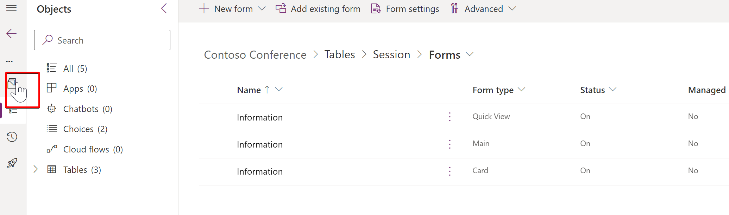 Objects
New form
Add existing form
Form settings
Advanced
Search
All (5)
Apps (0)
Chatbots (0)
Choices (2)
Cloud flows (0)
Tables (3)
Contoso Conference > Tables > Session > Forms
Name ↑ Form type Status Managed
Information Quick View On No
Information Main On No
Information Card On No